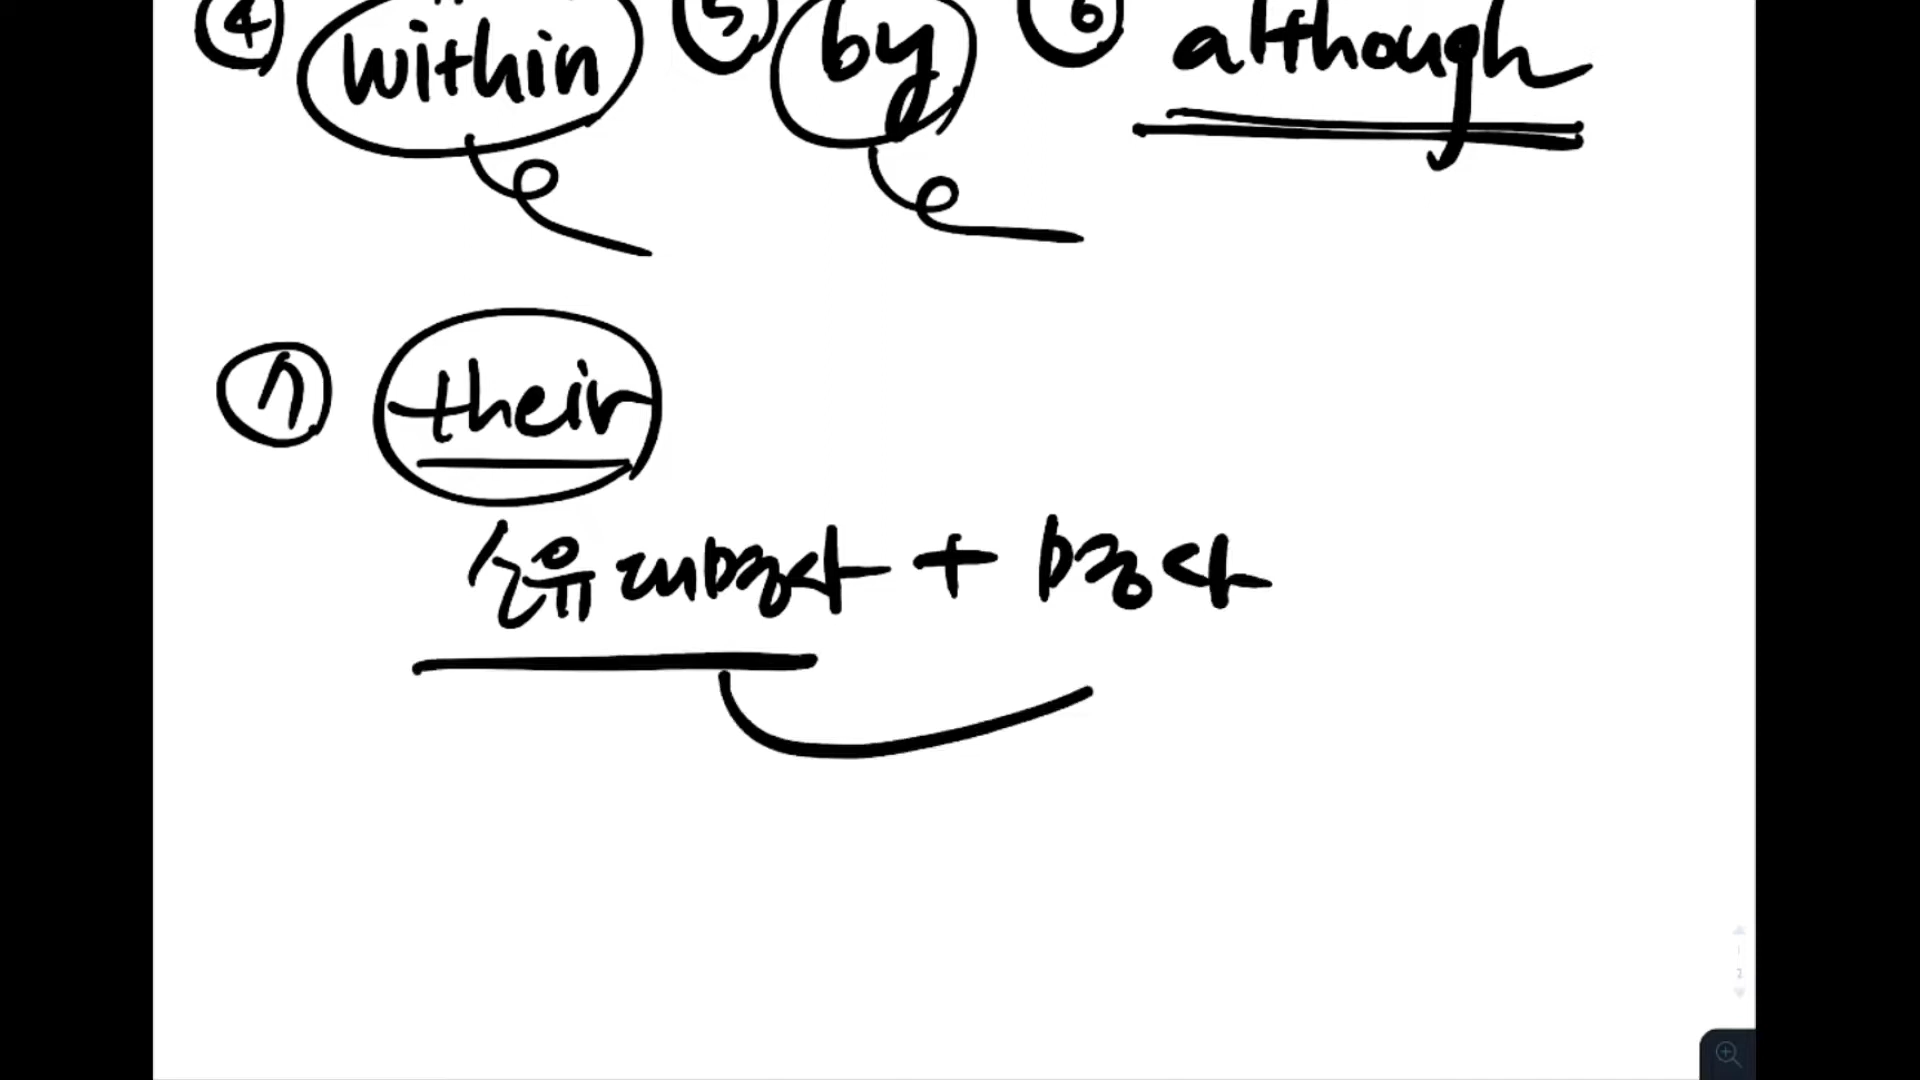 ④ within ⑤ by ⑥ although
⑦ their
소유대명사 + 명사